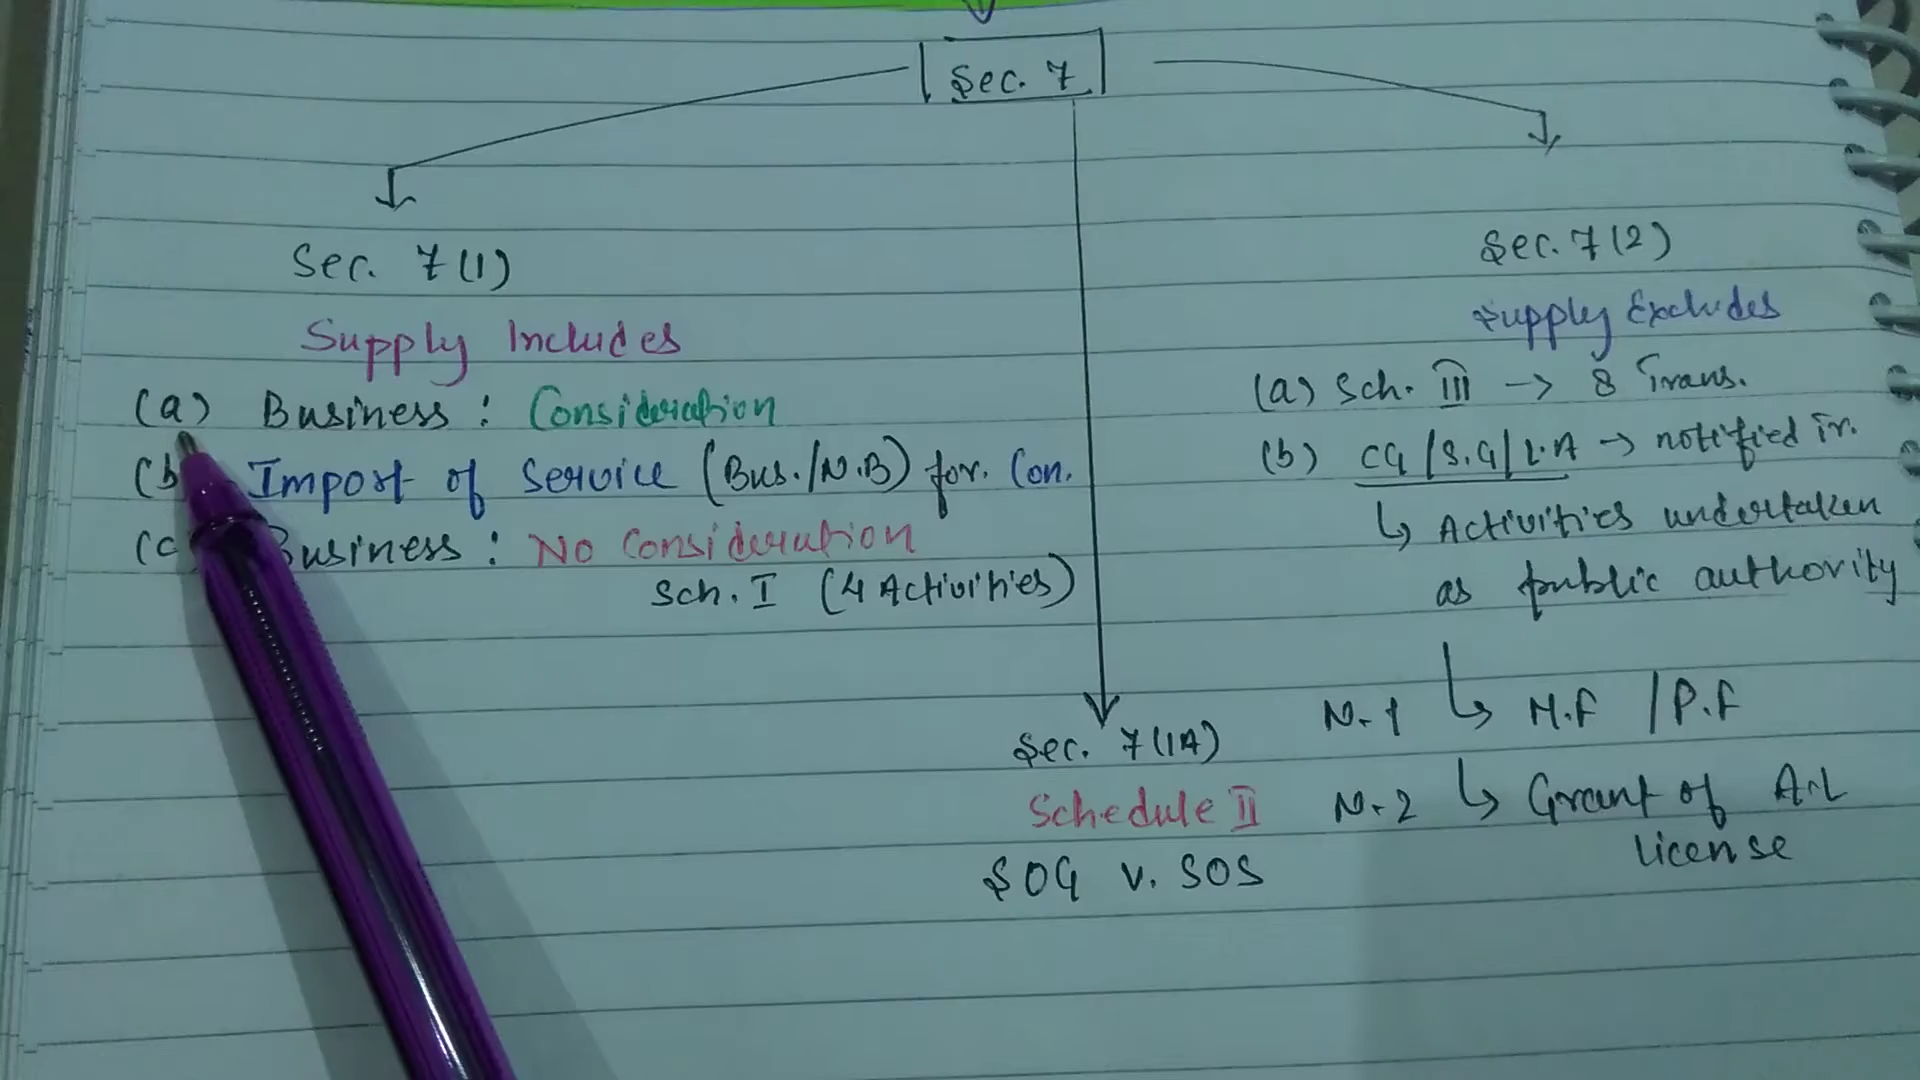 Sec. 7
Sec. 7(1)
Supply Includes
(a) Business : Consideration
(b Import of Service (Bus./N.B) for. Con.
(c Business : No Consideration
Sch. I (4 Activities)
Sec. 7(1A)
Schedule II
SOG v. SOS
Sec. 7(2)
Supply Excludes
(a) Sch. III → 8 Trans.
(b) CG/S.G/L.A → notified in.
↳ Activities undertaken
as public authority
N-1 ↳ M.F / P.F
N-2 ↳ Grant of A.L
License